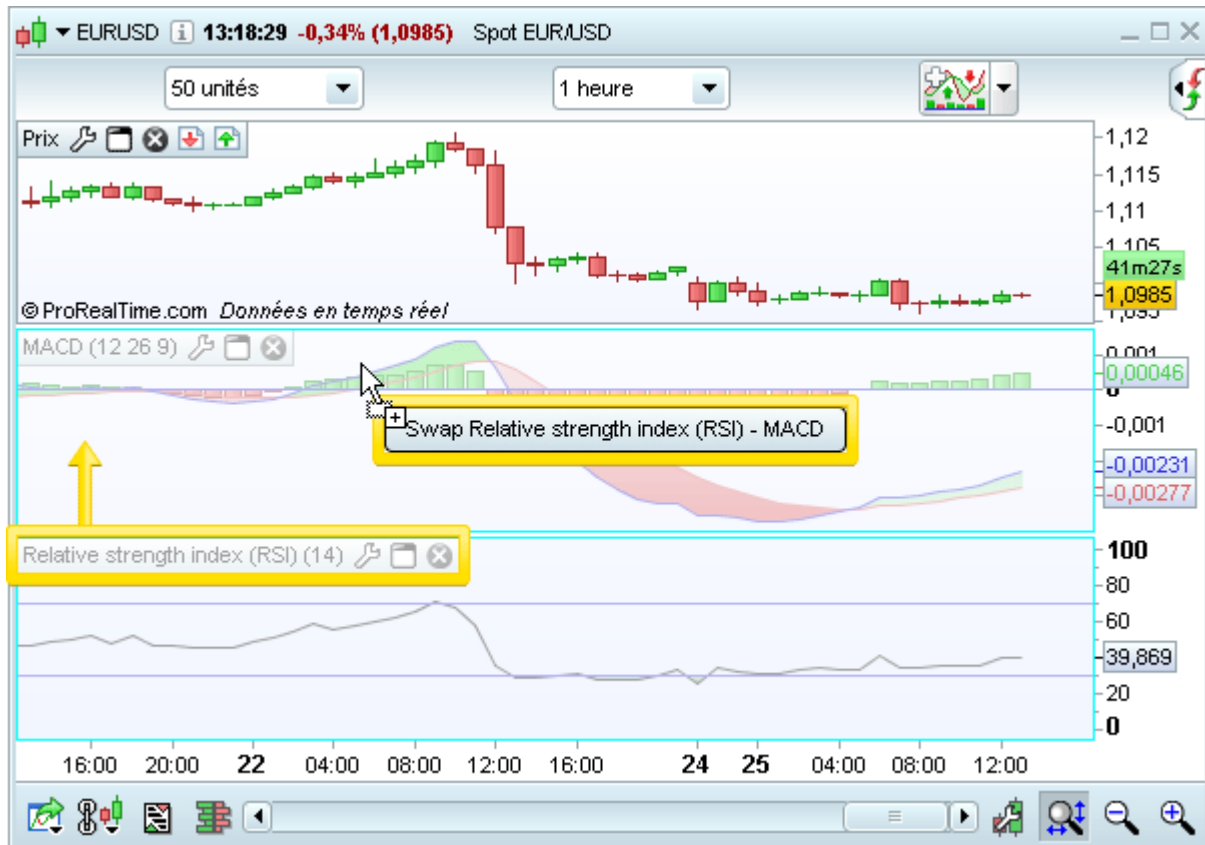 EURUSD 13:18:29 -0,34% (1,0985) Spot EUR/USD
50 unités 1 heure
Prix
1,12
1,115
1,11
1,105
41m27s
1,0985
1,095
© ProRealTime.com Données en temps réel
MACD (12 26 9)
0,001
0,00046
0
Swap Relative strength index (RSI) - MACD
-0,001
-0,00231
-0,00277
Relative strength index (RSI) (14)
100
80
60
39,869
20
0
16:00 20:00 22 04:00 08:00 12:00 16:00 24 25 04:00 08:00 12:00